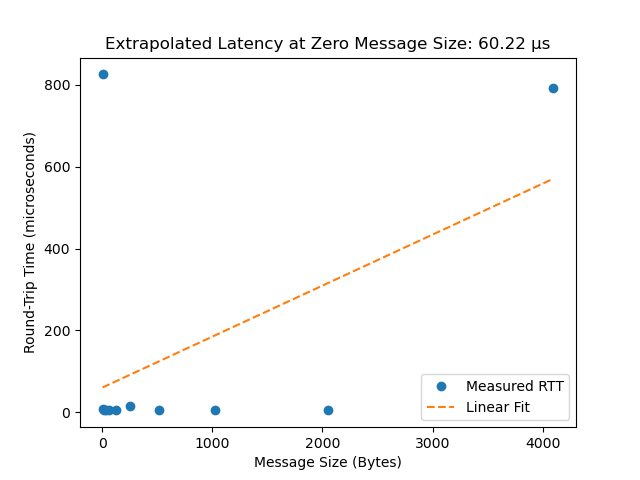 Extrapolated Latency at Zero Message Size: 60.22 µs
Round-Trip Time (microseconds)
800
600
400
200
0
0 1000 2000 3000 4000
Message Size (Bytes)
Measured RTT
Linear Fit